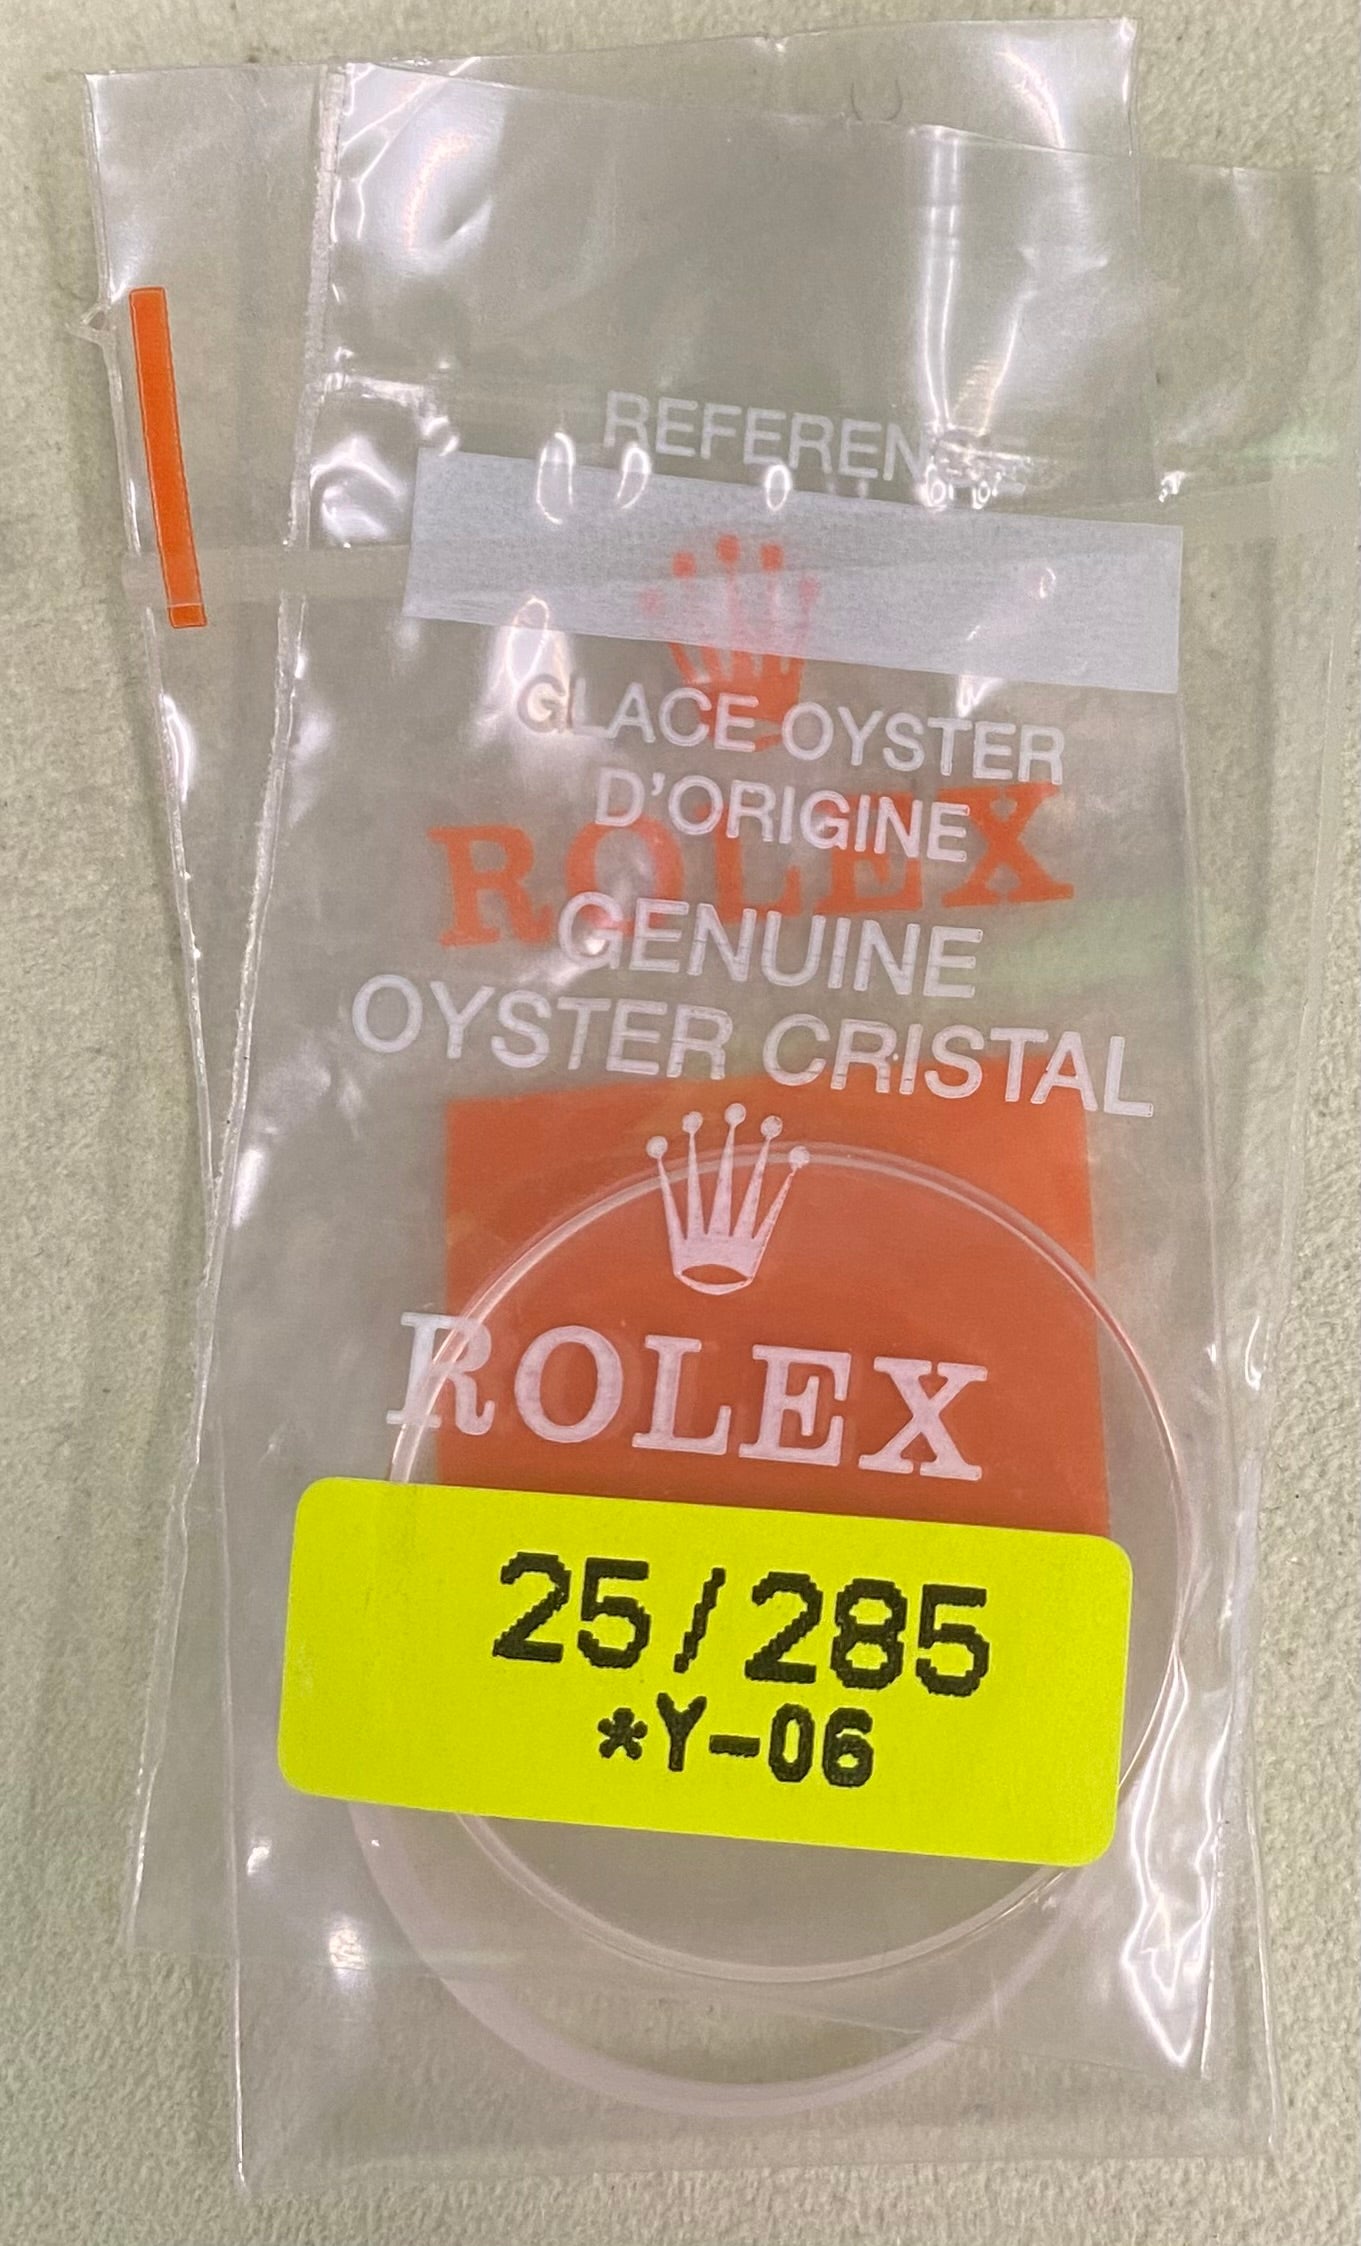 REFERENCE
GLACE OYSTER
D'ORIGINE
ROLEX
GENUINE
OYSTER CRISTAL
ROLEX
25/285
*Y-06